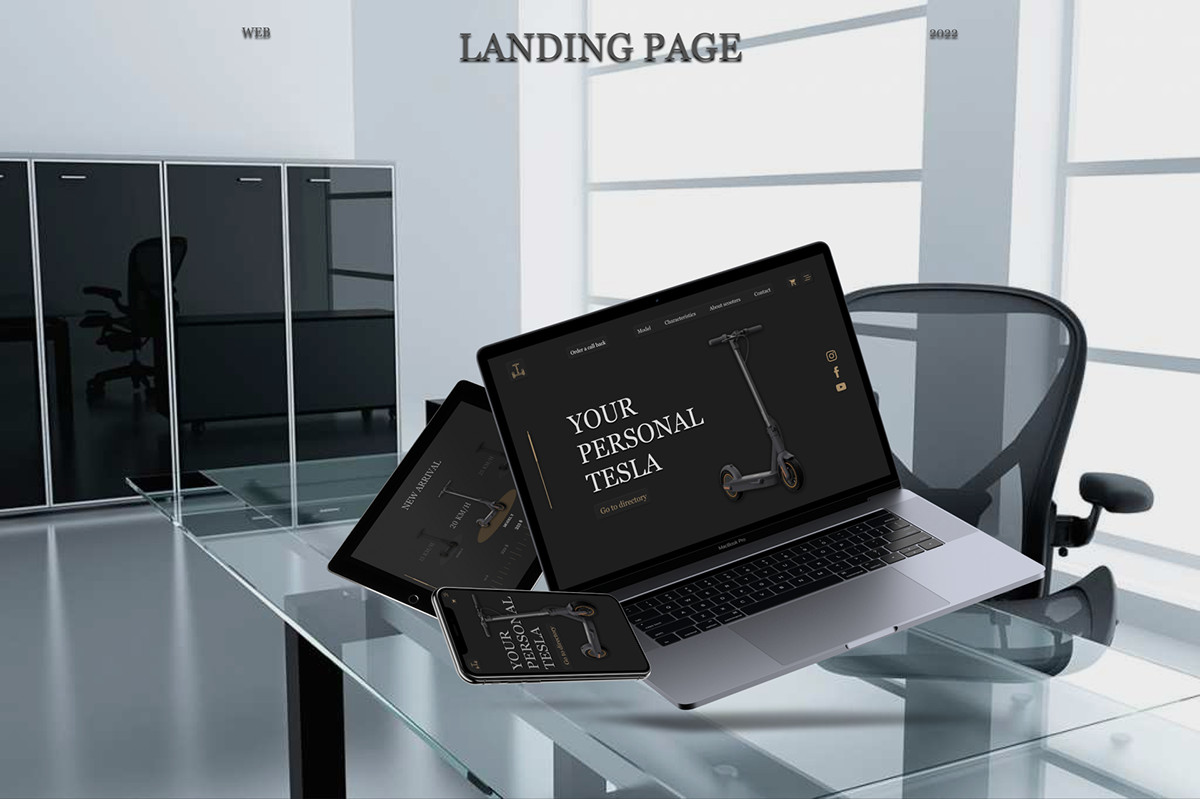 WEB
LANDING PAGE
2022
Order a call back
Model
Characteristics
About scooters
Contact
YOUR
PERSONAL
TESLA
Go to directory
MacBook Pro
NEW ARRIVAL
20 KM/H
YOUR
PERSONAL
TESLA
Go to directory